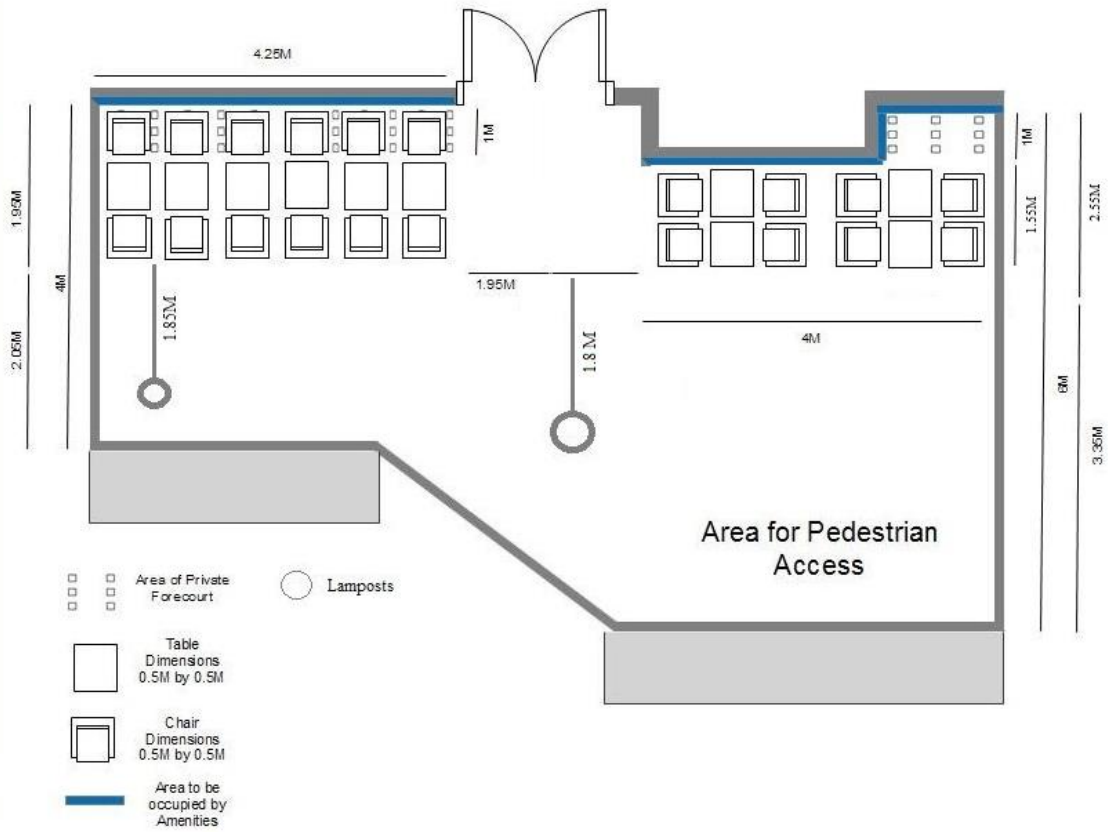 4.25M
1M
1.95M
4M
2.05M
1.85M
1.95M
1.8 M
4M
1M
1.55M
2.55M
6M
3.35M
Area for Pedestrian
Access
Area of Private
Forecourt
Lamposts
Table
Dimensions
0.5M by 0.5M
Chair
Dimensions
0.5M by 0.5M
Area to be
occupied by
Amenities